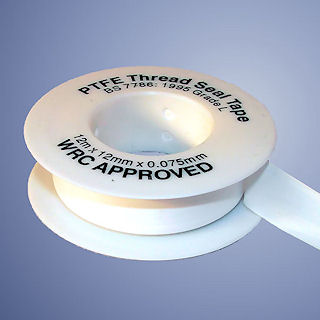 PTFE Thread Seal Tape
BS 7786: 1995 Grade L
12m x 12mm x 0.075mm
WRC APPROVED